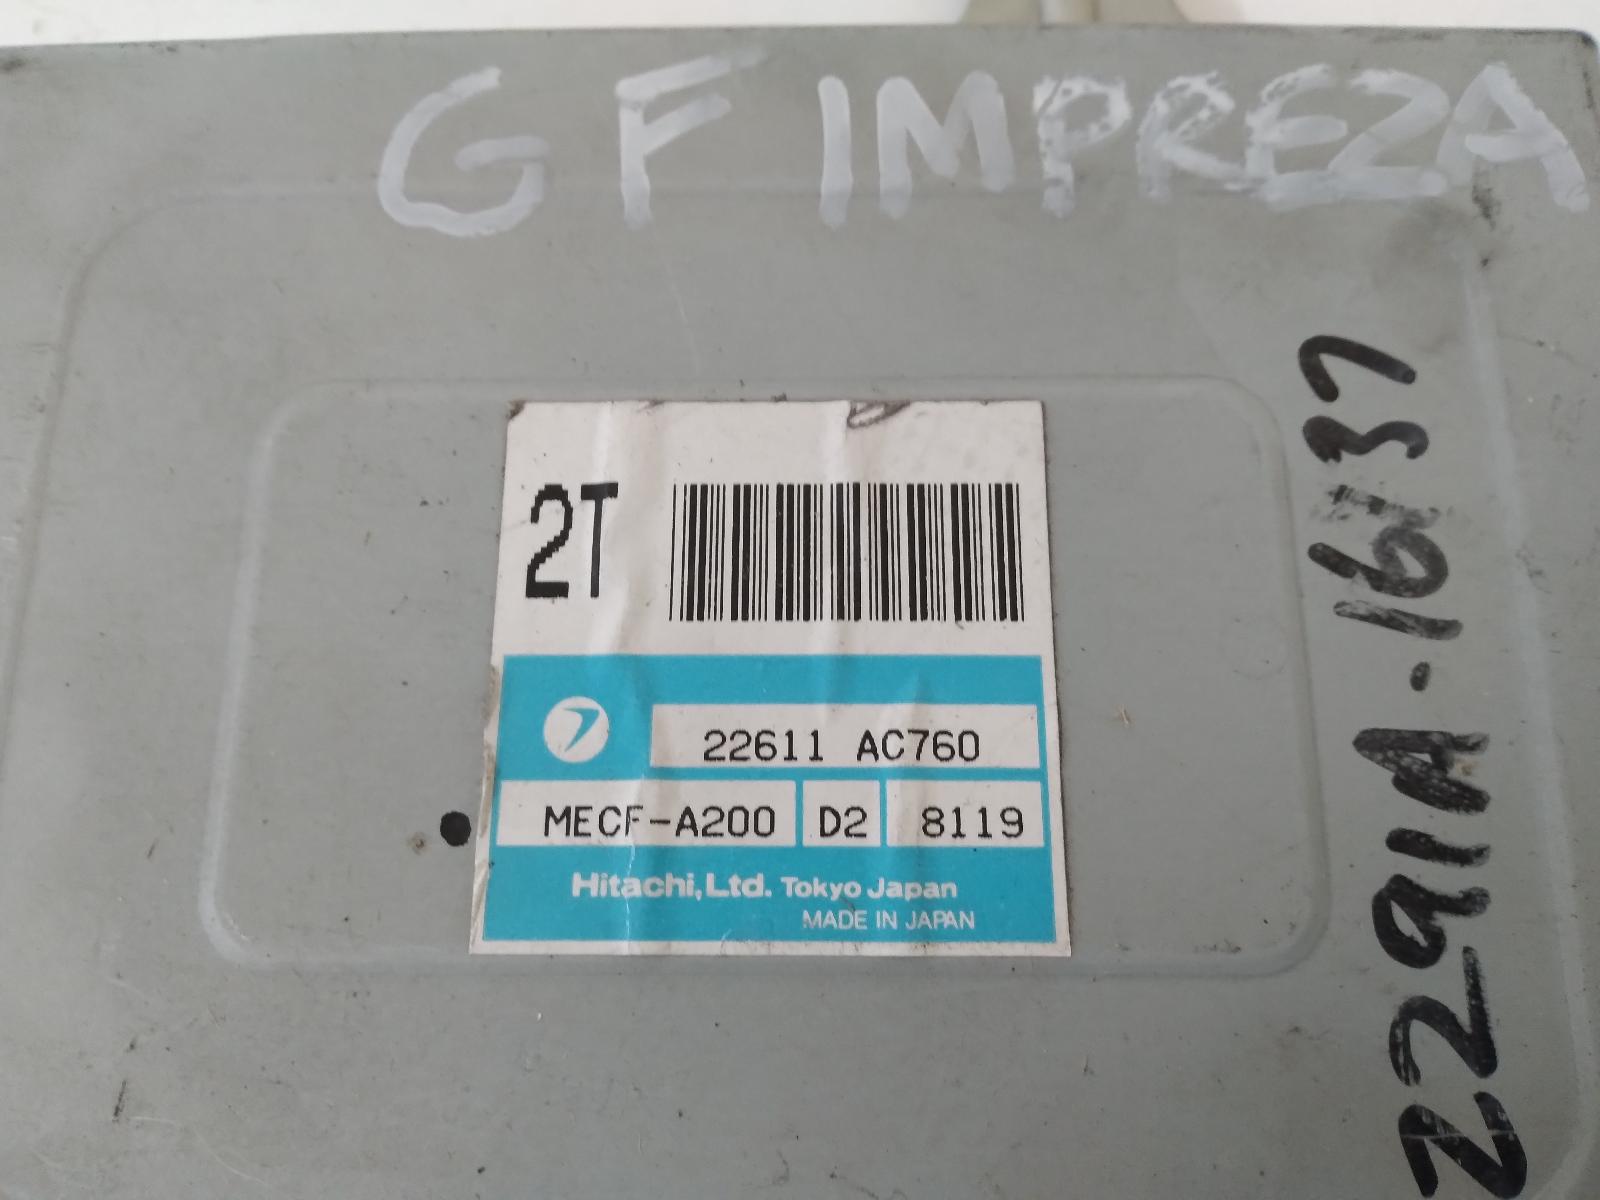 GF IMPREZA
2T
22611 AC760
MECF-A200 D2 8119
Hitachi, Ltd. Tokyo Japan
MADE IN JAPAN
2291A-1637